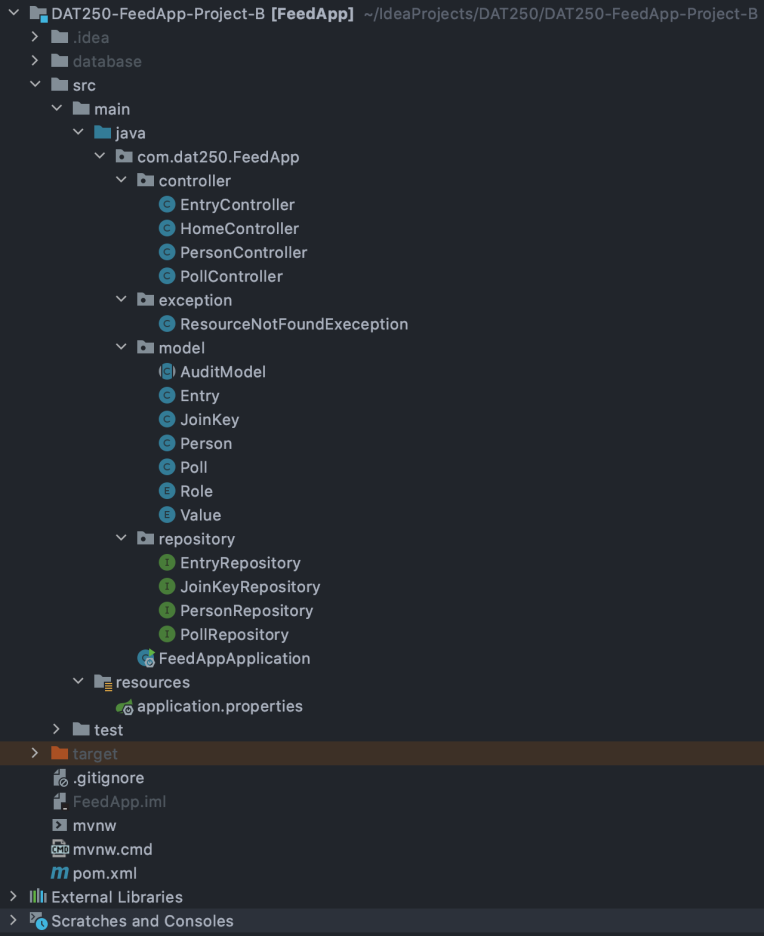 DAT250-FeedApp-Project-B [FeedApp] ~/IdeaProjects/DAT250/DAT250-FeedApp-Project-B
.idea
database
src
main
java
com.dat250.FeedApp
controller
C EntryController
C HomeController
C PersonController
C PollController
exception
C ResourceNotFoundExeception
model
C AuditModel
C Entry
C JoinKey
C Person
C Poll
E Role
E Value
repository
I EntryRepository
I JoinKeyRepository
I PersonRepository
I PollRepository
C FeedAppApplication
resources
application.properties
test
target
.gitignore
FeedApp.iml
mvnw
CMD mvnw.cmd
m pom.xml
External Libraries
Scratches and Consoles